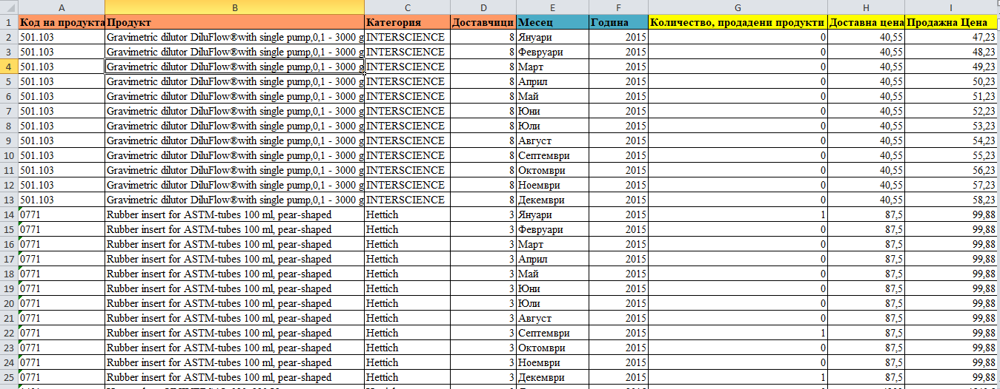 A B C D E F G H I
1 Код на продукта Продукт Категория Доставчици Месец Година Количество, продадени продукти Доставна цена Продажна Цена
2 501.103 Gravimetric dilutor DiluFlow®with single pump,0,1 - 3000 g INTERSCIENCE 8 Януари 2015 0 40,55 47,23
3 501.103 Gravimetric dilutor DiluFlow®with single pump,0,1 - 3000 g INTERSCIENCE 8 Февруари 2015 0 40,55 48,23
4 501.103 Gravimetric dilutor DiluFlow®with single pump,0,1 - 3000 g INTERSCIENCE 8 Март 2015 0 40,55 49,23
5 501.103 Gravimetric dilutor DiluFlow®with single pump,0,1 - 3000 g INTERSCIENCE 8 Април 2015 0 40,55 50,23
6 501.103 Gravimetric dilutor DiluFlow®with single pump,0,1 - 3000 g INTERSCIENCE 8 Май 2015 0 40,55 51,23
7 501.103 Gravimetric dilutor DiluFlow®with single pump,0,1 - 3000 g INTERSCIENCE 8 Юни 2015 0 40,55 52,23
8 501.103 Gravimetric dilutor DiluFlow®with single pump,0,1 - 3000 g INTERSCIENCE 8 Юли 2015 0 40,55 53,23
9 501.103 Gravimetric dilutor DiluFlow®with single pump,0,1 - 3000 g INTERSCIENCE 8 Август 2015 0 40,55 54,23
10 501.103 Gravimetric dilutor DiluFlow®with single pump,0,1 - 3000 g INTERSCIENCE 8 Септември 2015 0 40,55 55,23
11 501.103 Gravimetric dilutor DiluFlow®with single pump,0,1 - 3000 g INTERSCIENCE 8 Октомври 2015 0 40,55 56,23
12 501.103 Gravimetric dilutor DiluFlow®with single pump,0,1 - 3000 g INTERSCIENCE 8 Ноември 2015 0 40,55 57,23
13 501.103 Gravimetric dilutor DiluFlow®with single pump,0,1 - 3000 g INTERSCIENCE 8 Декември 2015 0 40,55 58,23
14 0771 Rubber insert for ASTM-tubes 100 ml, pear-shaped Hettich 3 Януари 2015 1 87,5 99,88
15 0771 Rubber insert for ASTM-tubes 100 ml, pear-shaped Hettich 3 Февруари 2015 0 87,5 99,88
16 0771 Rubber insert for ASTM-tubes 100 ml, pear-shaped Hettich 3 Март 2015 0 87,5 99,88
17 0771 Rubber insert for ASTM-tubes 100 ml, pear-shaped Hettich 3 Април 2015 0 87,5 99,88
18 0771 Rubber insert for ASTM-tubes 100 ml, pear-shaped Hettich 3 Май 2015 0 87,5 99,88
19 0771 Rubber insert for ASTM-tubes 100 ml, pear-shaped Hettich 3 Юни 2015 0 87,5 99,88
20 0771 Rubber insert for ASTM-tubes 100 ml, pear-shaped Hettich 3 Юли 2015 0 87,5 99,88
21 0771 Rubber insert for ASTM-tubes 100 ml, pear-shaped Hettich 3 Август 2015 0 87,5 99,88
22 0771 Rubber insert for ASTM-tubes 100 ml, pear-shaped Hettich 3 Септември 2015 1 87,5 99,88
23 0771 Rubber insert for ASTM-tubes 100 ml, pear-shaped Hettich 3 Октомври 2015 0 87,5 99,88
24 0771 Rubber insert for ASTM-tubes 100 ml, pear-shaped Hettich 3 Ноември 2015 0 87,5 99,88
25 0771 Rubber insert for ASTM-tubes 100 ml, pear-shaped Hettich 3 Декември 2015 1 87,5 99,88